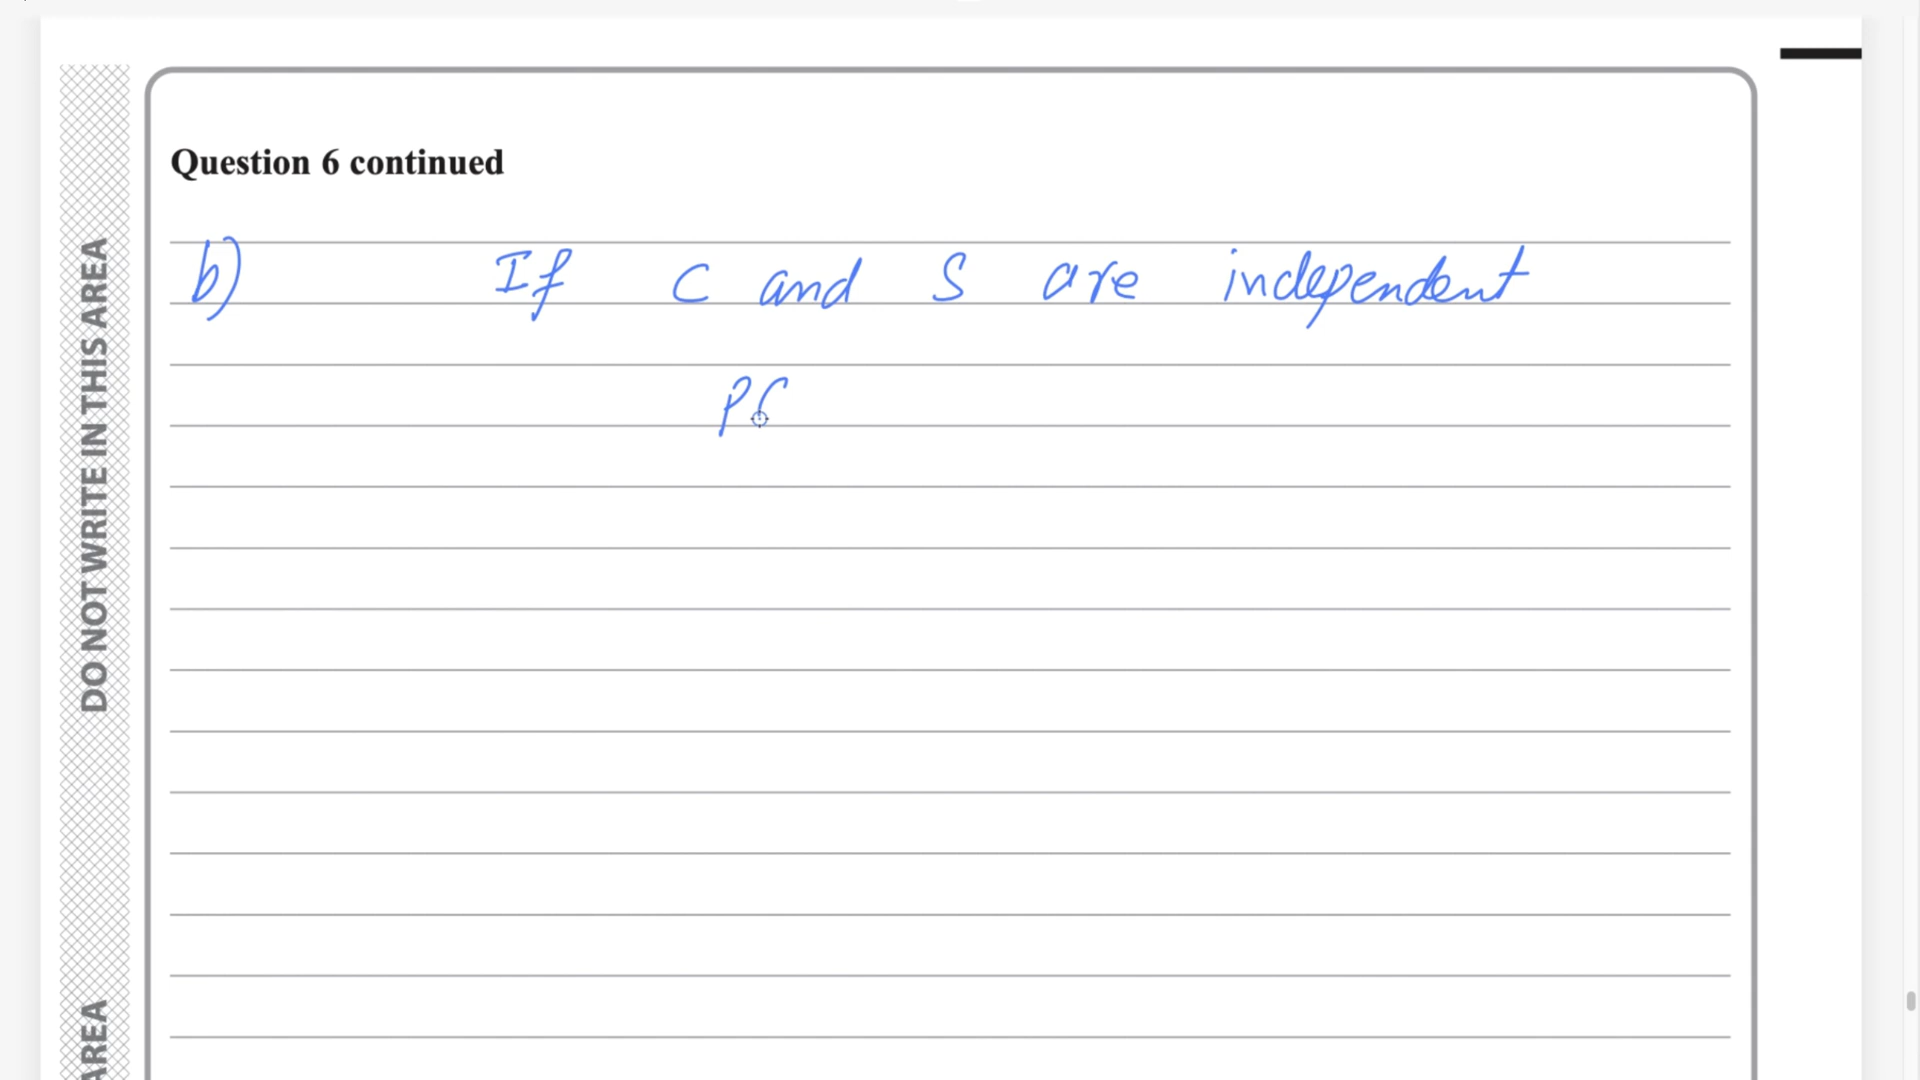 Question 6 continued
b) If C and S are independent
P(
DO NOT WRITE IN THIS AREA
AREA